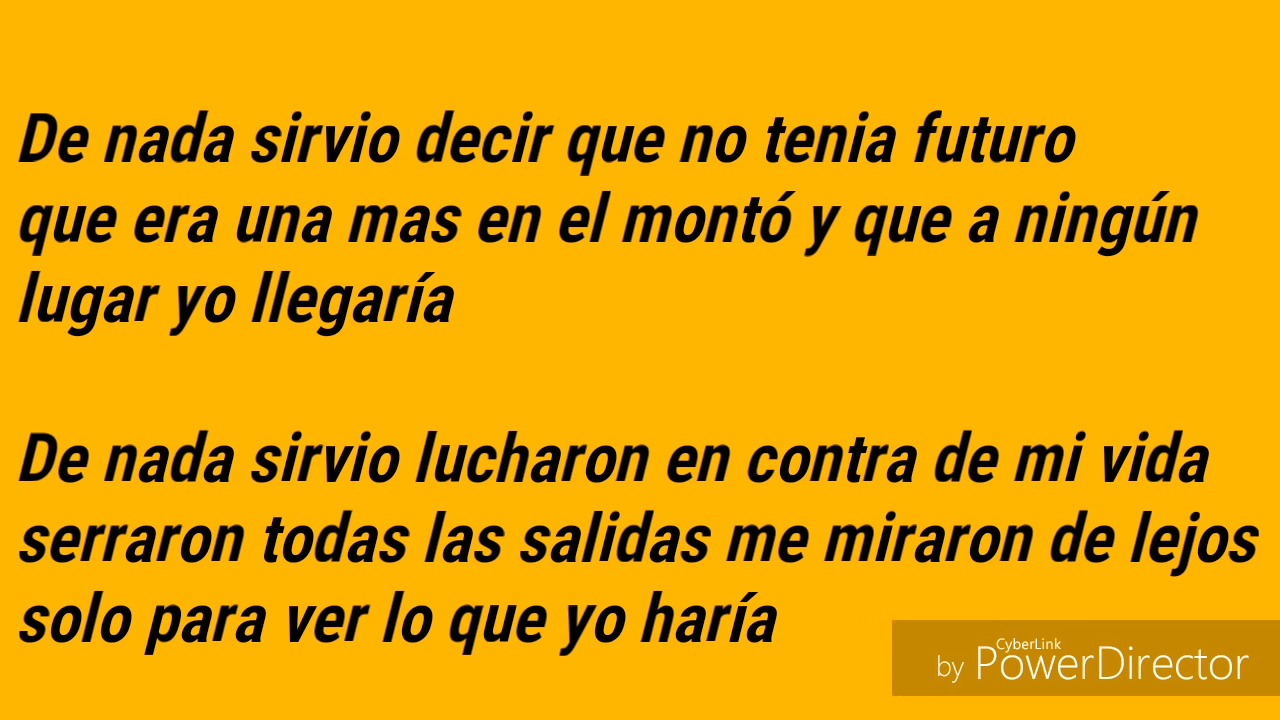 De nada sirvio decir que no tenia futuro
que era una mas en el montó y que a ningún
lugar yo llegaría
De nada sirvio lucharon en contra de mi vida
serraron todas las salidas me miraron de lejos
solo para ver lo que yo haría
CyberLink
by PowerDirector